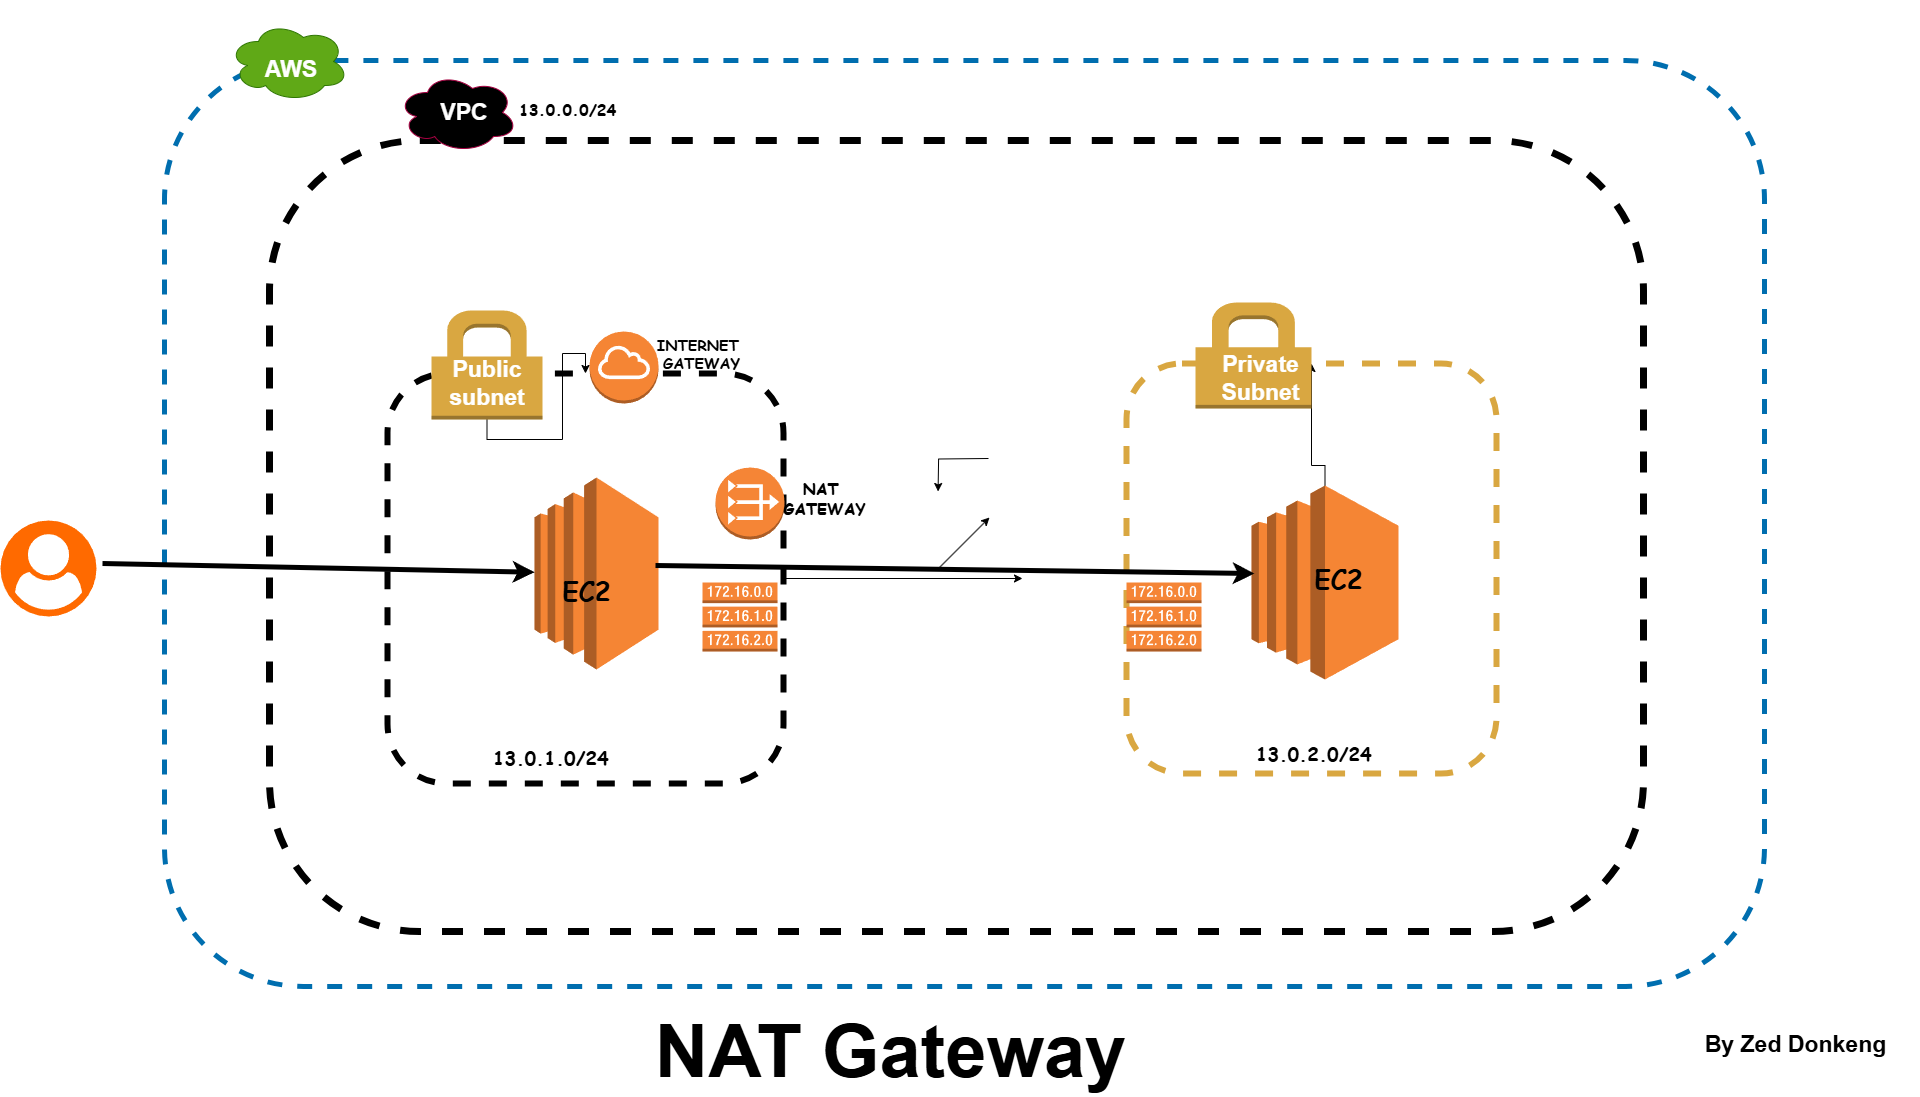 AWS
VPC
13.0.0.0/24
Public
subnet
INTERNET
GATEWAY
Private
Subnet
NAT
GATEWAY
EC2
EC2
172.16.0.0
172.16.1.0
172.16.2.0
172.16.0.0
172.16.1.0
172.16.2.0
13.0.1.0/24
13.0.2.0/24
NAT Gateway
By Zed Donkeng